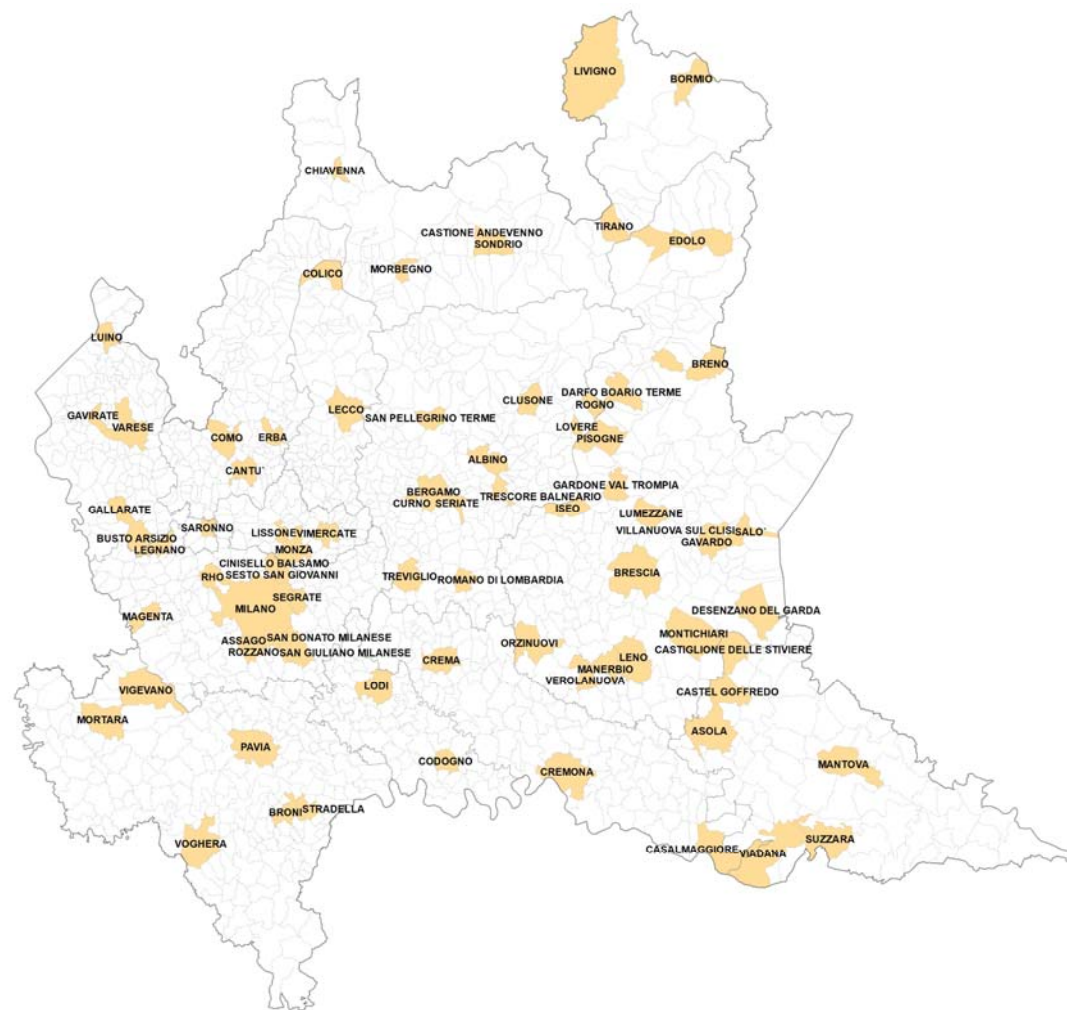 LIVIGNO
BORMIO
CHIAVENNA
TIRANO
CASTIONE ANDEVENNO
SONDRIO
EDOLO
COLICO
MORBEGNO
LUINO
BRENO
CLUSONE
DARFO BOARIO TERME
ROGNO
GAVIRATE
VARESE
LECCO
SAN PELLEGRINO TERME
LOVERE
PISOGNE
COMO
ERBA
CANTU`
ALBINO
BERGAMO
CURNO SERIATE
TRESCORE BALNEARIO
GARDONE VAL TROMPIA
ISEO
LUMEZZANE
GALLARATE
SARONNO
BUSTO ARSIZIO
LEGNANO
LISSONE
VIMERCATE
MONZA
VILLANUOVA SUL CLISI
SALO`
GAVARDO
CINISELLO BALSAMO
SESTO SAN GIOVANNI
RHO
TREVIGLIO
ROMANO DI LOMBARDIA
BRESCIA
SEGRATE
MILANO
MAGENTA
DESENZANO DEL GARDA
MONTICHIARI
CASTIGLIONE DELLE STIVIERE
ASSAGO
SAN DONATO MILANESE
ROZZANO
SAN GIULIANO MILANESE
CREMA
ORZINUOVI
LENO
MANERBIO
VEROLANUOVA
VIGEVANO
LODI
CASTEL GOFFREDO
MORTARA
ASOLA
PAVIA
CODOGNO
CREMONA
MANTOVA
BRONI
STRADELLA
VOGHERA
CASALMAGGIORE
VIADANA
SUZZARA